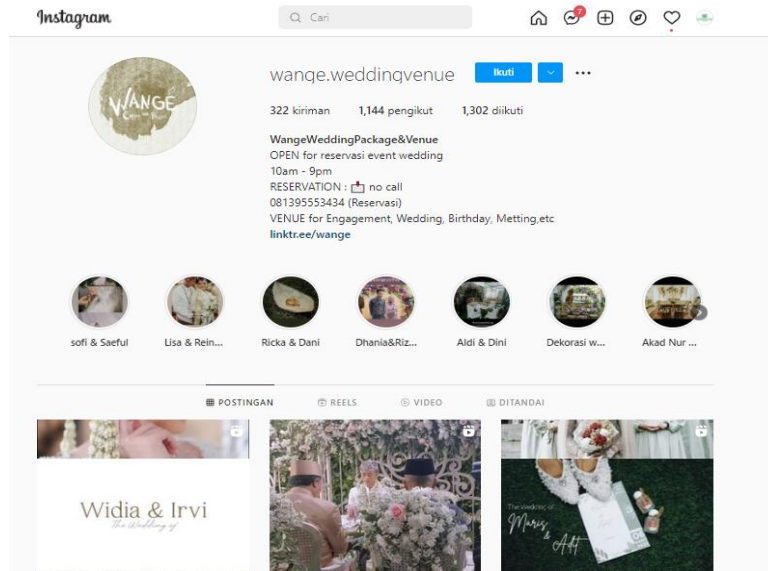 Instagram
Cari
7
WANGÉ
wange.weddingvenue
Ikuti
322 kiriman 1,144 pengikut 1,302 diikuti
WangeWeddingPackage&Venue
OPEN for reservasi event wedding
10am - 9pm
RESERVATION : 📩 no call
081395553434 (Reservasi)
VENUE for Engagement, Wedding, Birthday, Metting,etc
linktr.ee/wange
sofi & Saeful
Lisa & Rein...
Ricka & Dani
Dhania&Riz...
Aldi & Dini
Dekorasi w...
Akad Nur ...
POSTINGAN
REELS
VIDEO
DITANDAI
Widia & Irvi
The Wedding of
The Wedding of
Maris
& Adit